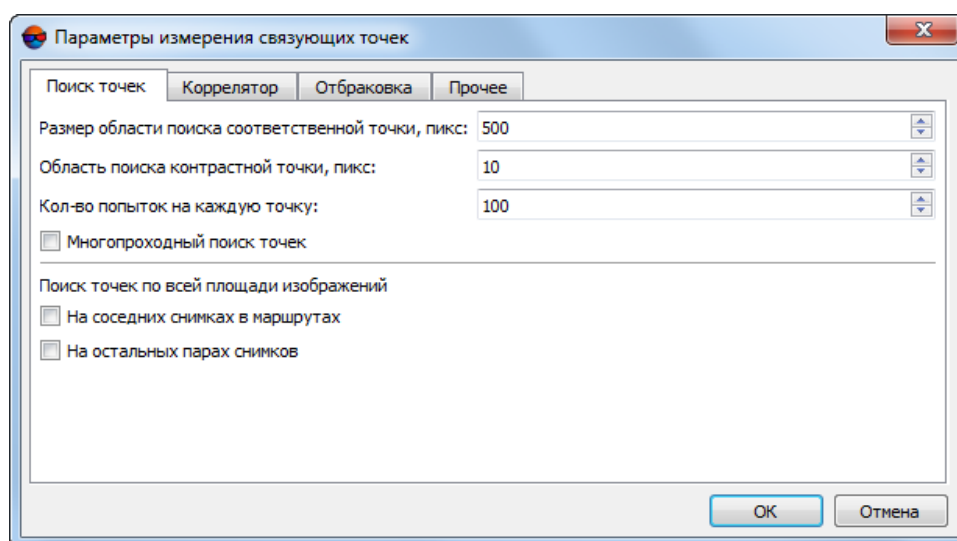 Параметры измерения связующих точек
Поиск точек Коррелятор Отбраковка Прочее
Размер области поиска соответственной точки, пикс: 500
Область поиска контрастной точки, пикс: 10
Кол-во попыток на каждую точку: 100
Многопроходный поиск точек
Поиск точек по всей площади изображений
На соседних снимках в маршрутах
На остальных парах снимков
ОК Отмена